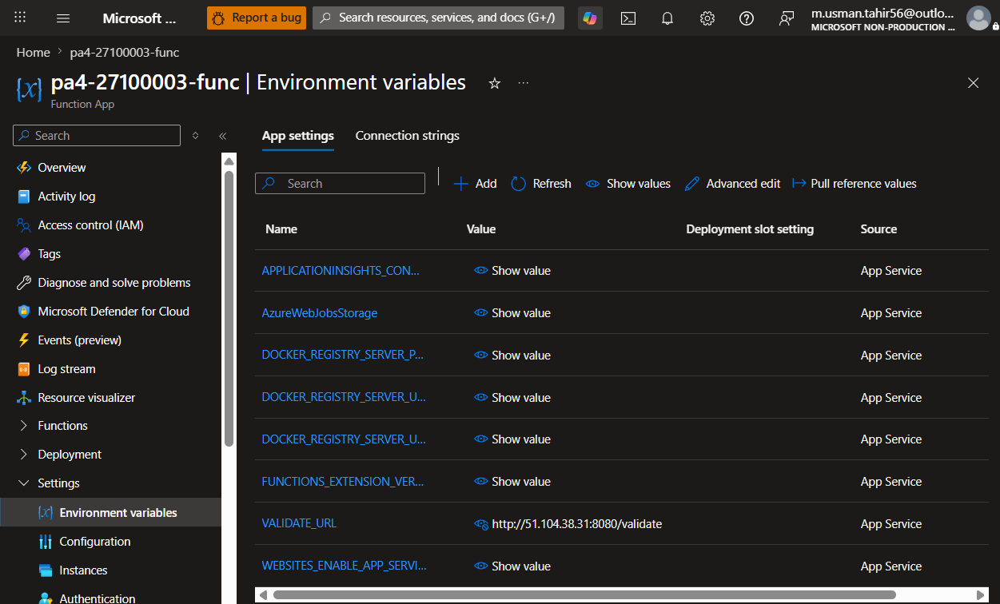 Microsoft ...
Report a bug
Search resources, services, and docs (G+/)
m.usman.tahir56@outlo...
MICROSOFT NON-PRODUCTION ...
Home > pa4-27100003-func
pa4-27100003-func | Environment variables
Function App
Search
App settings
Connection strings
Overview
Activity log
Access control (IAM)
Tags
Diagnose and solve problems
Microsoft Defender for Cloud
Events (preview)
Log stream
Resource visualizer
Functions
Deployment
Settings
Environment variables
Configuration
Instances
Authentication
Search
Add
Refresh
Show values
Advanced edit
Pull reference values
Name Value Deployment slot setting Source
APPLICATIONINSIGHTS_CON... Show value App Service
AzureWebJobsStorage Show value App Service
DOCKER_REGISTRY_SERVER_P... Show value App Service
DOCKER_REGISTRY_SERVER_U... Show value App Service
DOCKER_REGISTRY_SERVER_U... Show value App Service
FUNCTIONS_EXTENSION_VER... Show value App Service
VALIDATE_URL http://51.104.38.31:8080/validate App Service
WEBSITES_ENABLE_APP_SERVI... Show value App Service